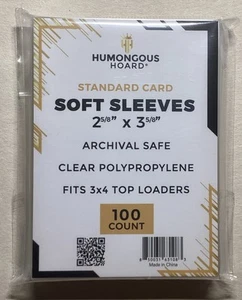 HUMONGOUS
HOARD®
STANDARD CARD
SOFT SLEEVES
2 5/8" x 3 5/8"
ARCHIVAL SAFE
CLEAR POLYPROPYLENE
FITS 3x4 TOP LOADERS
100
COUNT
Made in China